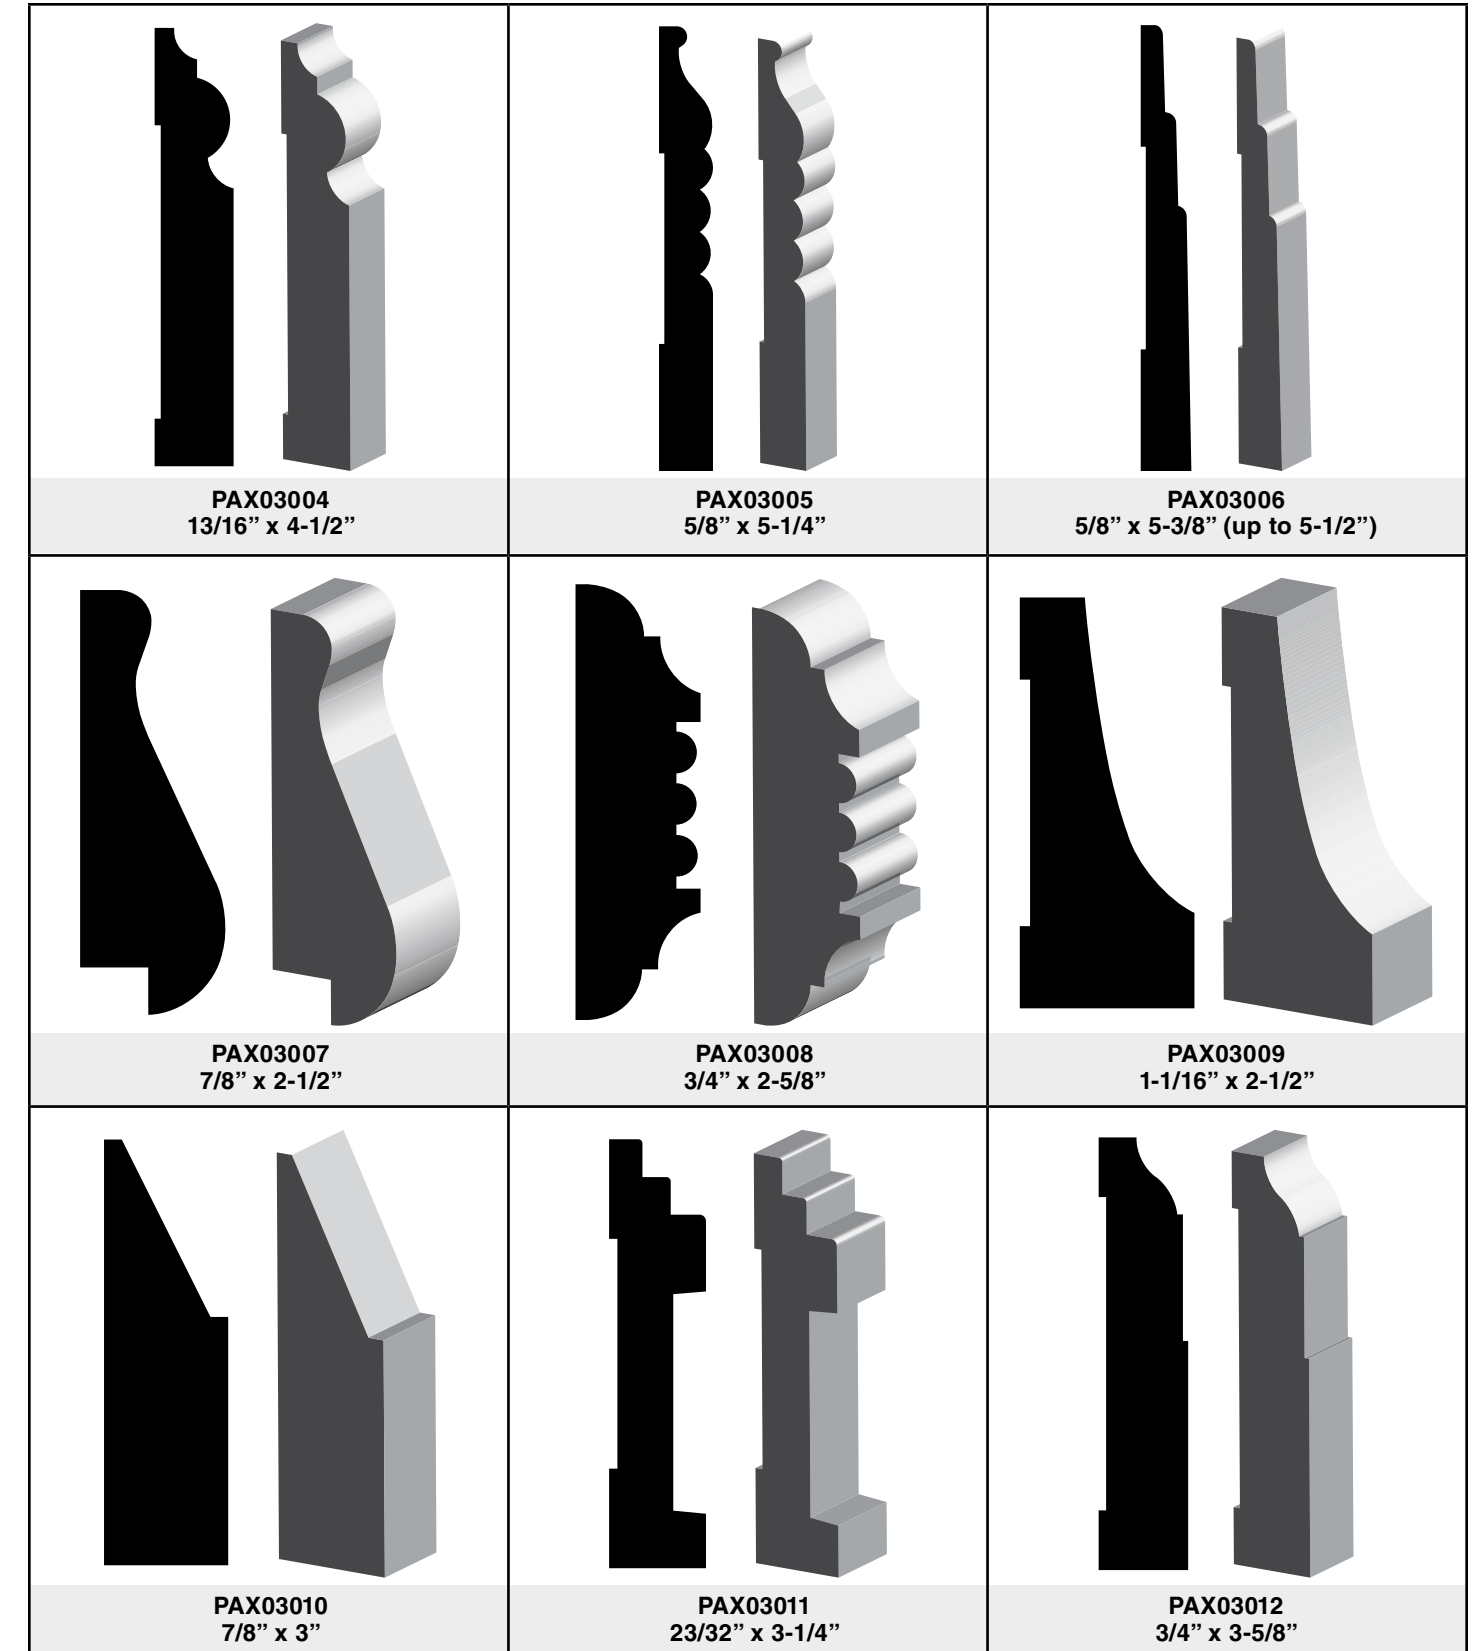 PAX03004
13/16” x 4-1/2”
PAX03005
5/8” x 5-1/4”
PAX03006
5/8” x 5-3/8” (up to 5-1/2”)
PAX03007
7/8” x 2-1/2”
PAX03008
3/4” x 2-5/8”
PAX03009
1-1/16” x 2-1/2”
PAX03010
7/8” x 3”
PAX03011
23/32” x 3-1/4”
PAX03012
3/4” x 3-5/8”